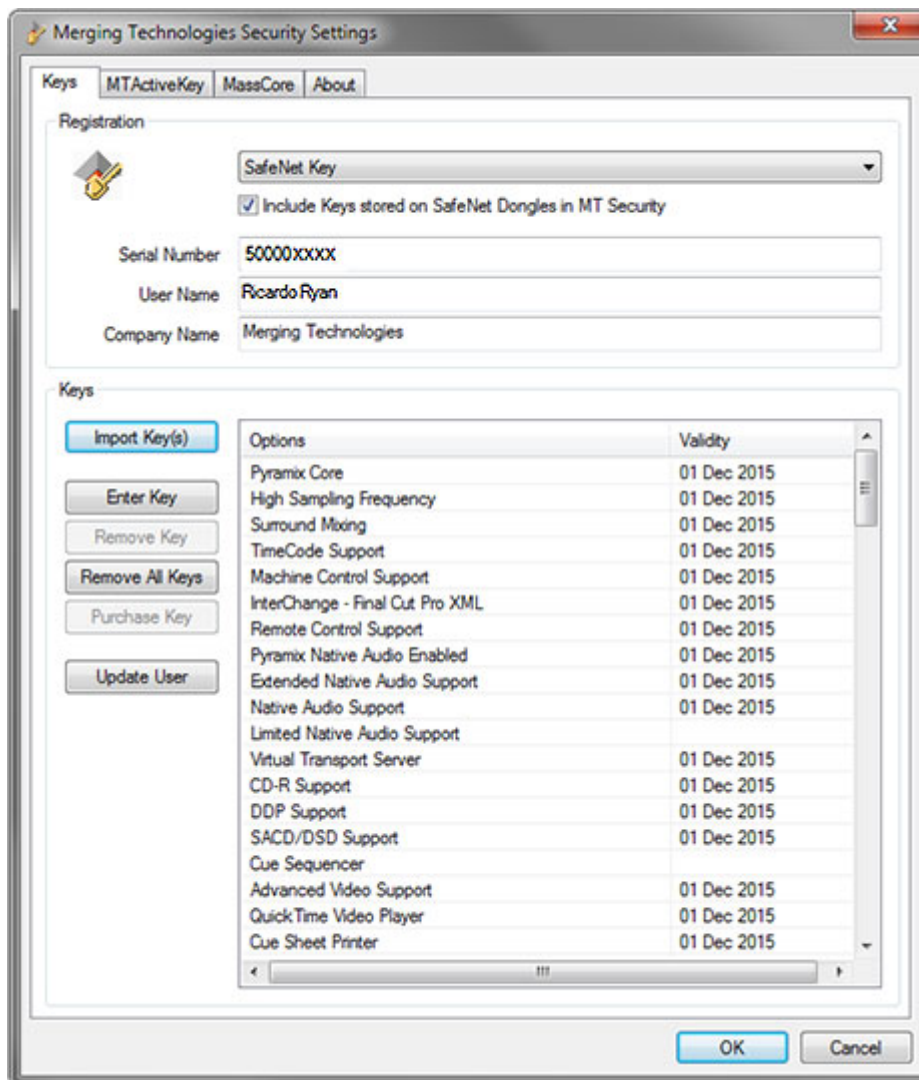 Merging Technologies Security Settings
Keys MTActiveKey MassCore About
Registration
SafeNet Key
Include Keys stored on SafeNet Dongles in MT Security
Serial Number 50000XXXX
User Name Ricardo Ryan
Company Name Merging Technologies
Keys
Import Key(s)
Enter Key
Remove Key
Remove All Keys
Purchase Key
Update User
Options Validity
Pyramix Core 01 Dec 2015
High Sampling Frequency 01 Dec 2015
Surround Mixing 01 Dec 2015
TimeCode Support 01 Dec 2015
Machine Control Support 01 Dec 2015
InterChange - Final Cut Pro XML 01 Dec 2015
Remote Control Support 01 Dec 2015
Pyramix Native Audio Enabled 01 Dec 2015
Extended Native Audio Support 01 Dec 2015
Native Audio Support 01 Dec 2015
Limited Native Audio Support
Virtual Transport Server 01 Dec 2015
CD-R Support 01 Dec 2015
DDP Support 01 Dec 2015
SACD/DSD Support 01 Dec 2015
Cue Sequencer
Advanced Video Support 01 Dec 2015
QuickTime Video Player 01 Dec 2015
Cue Sheet Printer 01 Dec 2015
OK Cancel